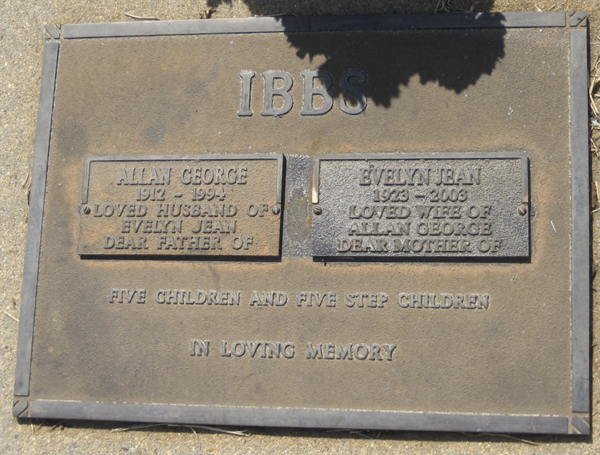 IBBS
ALLAN GEORGE
1912 - 1994
LOVED HUSBAND OF
EVELYN JEAN
DEAR FATHER OF
EVELYN JEAN
1923 - 2003
LOVED WIFE OF
ALLAN GEORGE
DEAR MOTHER OF
FIVE CHILDREN AND FIVE STEP CHILDREN
IN LOVING MEMORY